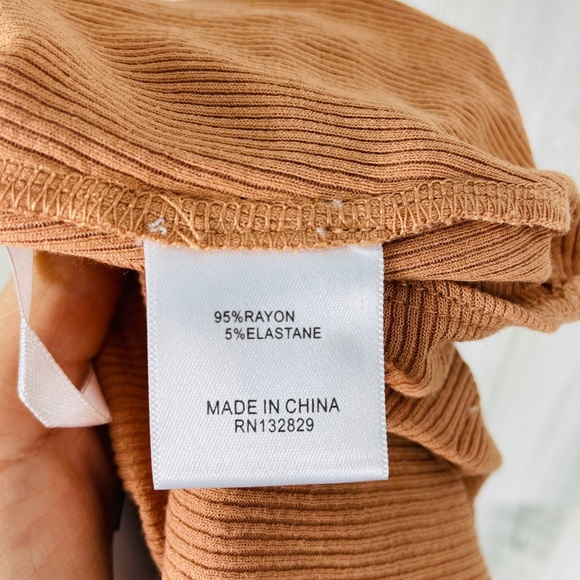 95%RAYON
5%ELASTANE
MADE IN CHINA
RN132829